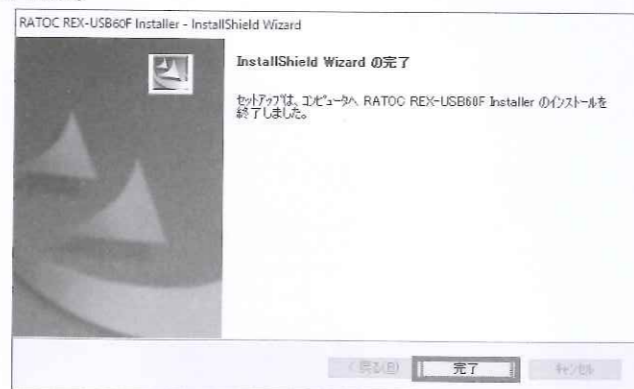 RATOC REX-USB60F Installer - InstallShield Wizard
InstallShield Wizard の完了
セットアップは、コンピュータへ RATOC REX-USB60F Installer のインストールを
終了しました。
< 戻る(B) 完了 キャンセル